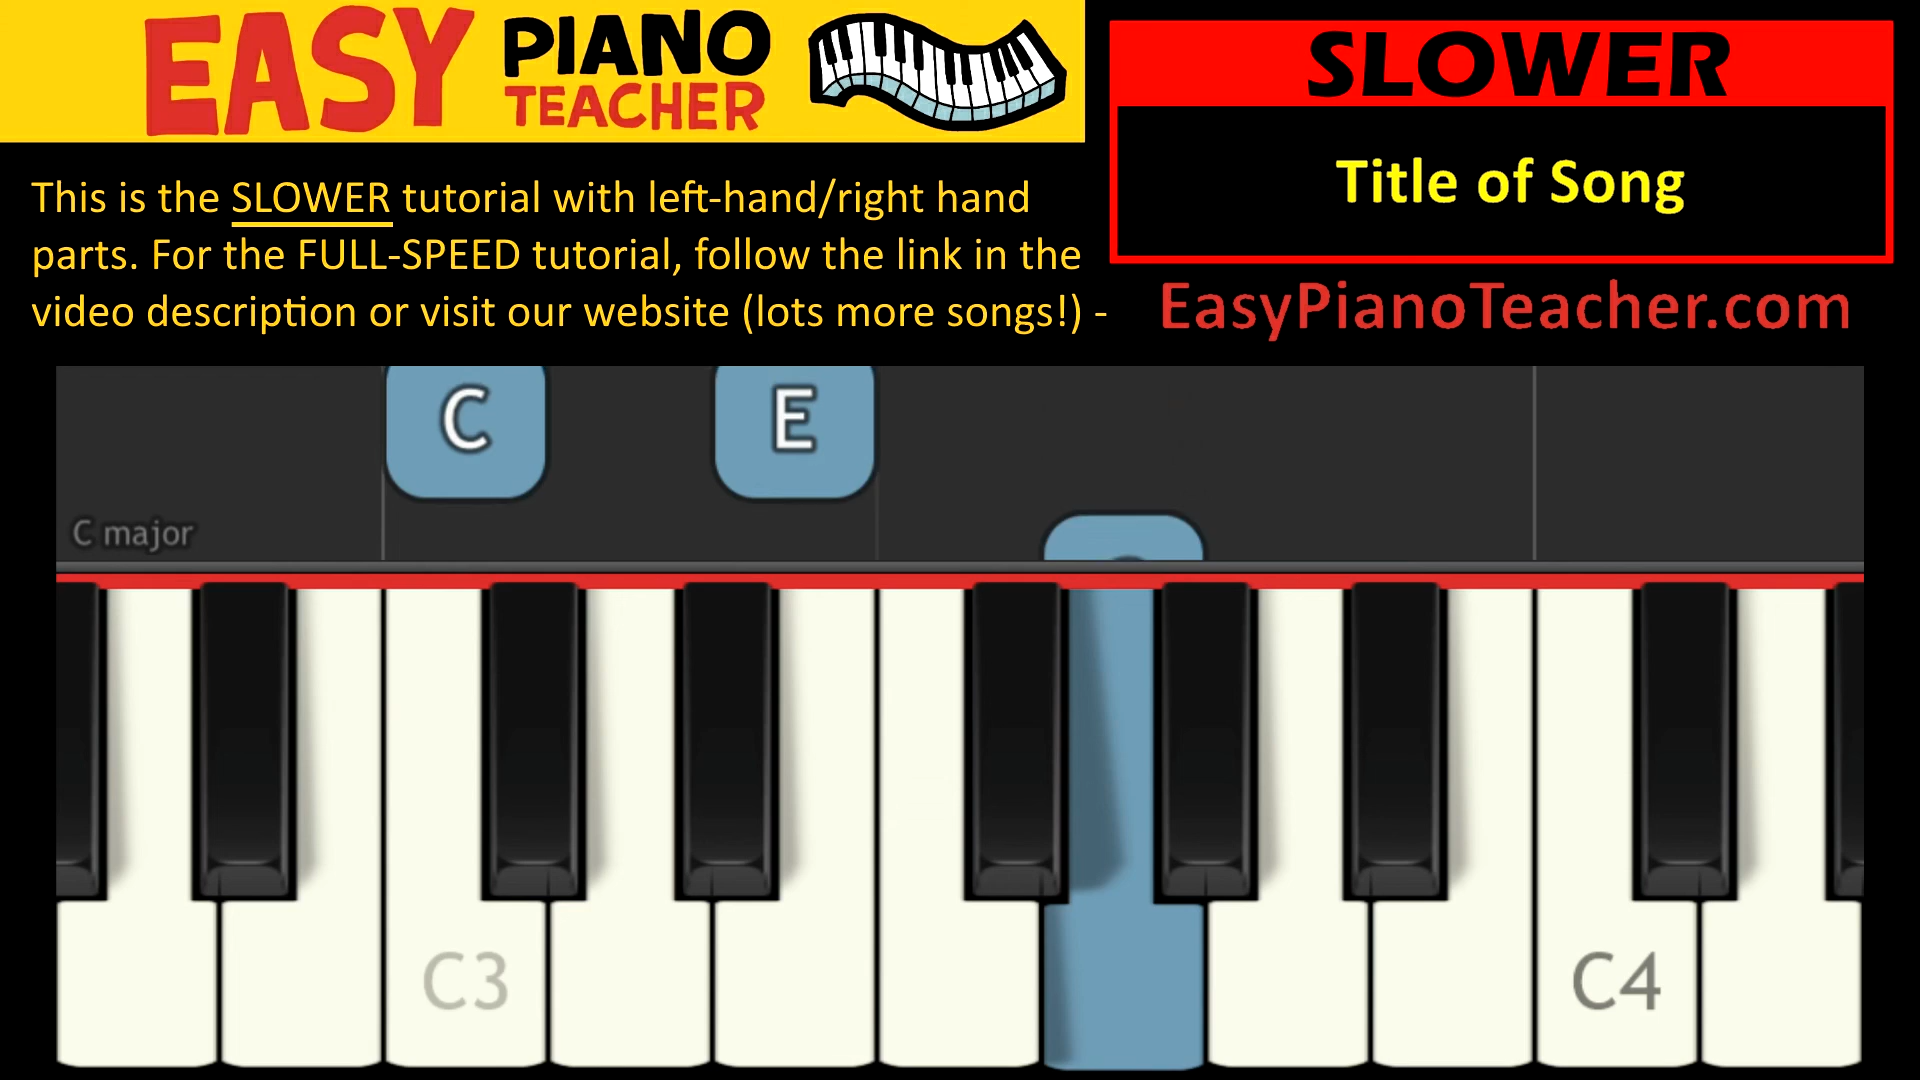 EASY PIANO
TEACHER
SLOWER
Title of Song
This is the SLOWER tutorial with left-hand/right hand
parts. For the FULL-SPEED tutorial, follow the link in the
video description or visit our website (lots more songs!) -
EasyPianoTeacher.com
C
E
C major
C3
C4